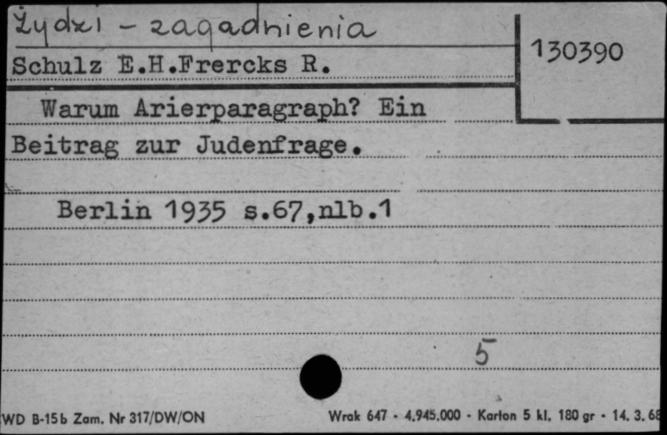 Żydzi - zagadnienia
130390
Schulz E.H.Frercks R.
Warum Arierparagraph? Ein
Beitrag zur Judenfrage.
Berlin 1935 s.67,nlb.1
5
WD B-15b Zam. Nr 317/DW/ON
Wrak 647 - 4.945.000 - Karton 5 kl. 180 gr - 14. 3. 68